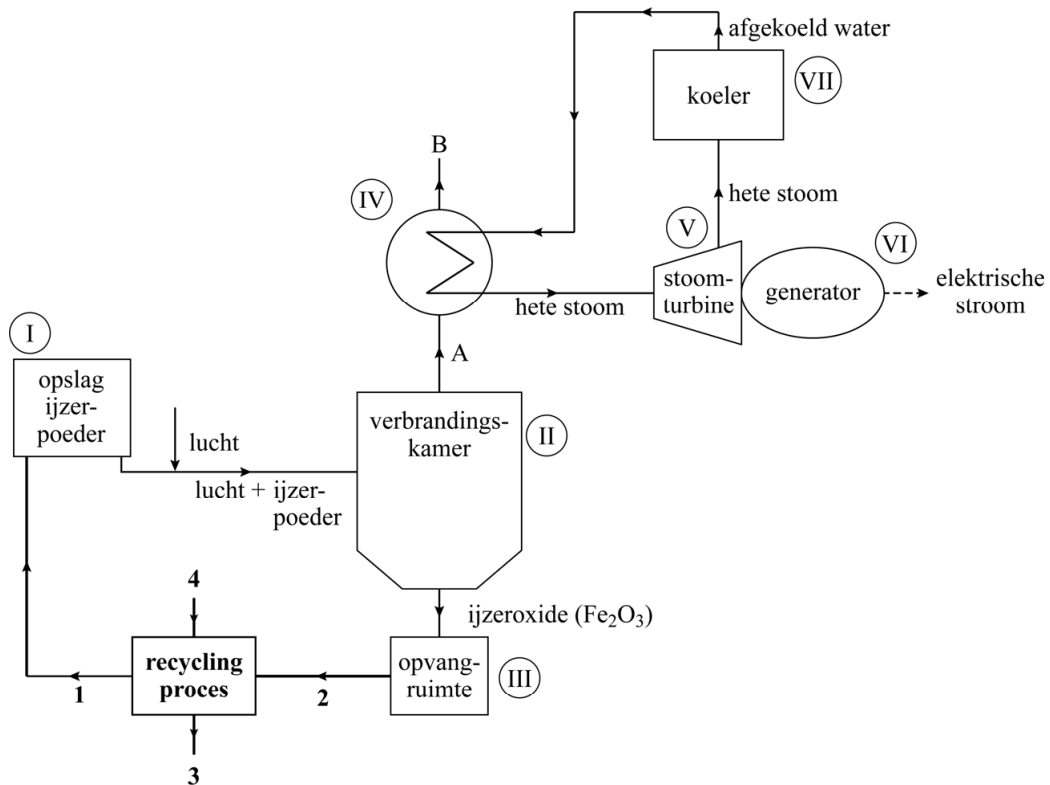 afgekoeld water
VII
koeler
B
IV
hete stoom
V
VI
stoom-
turbine
generator
elektrische
stroom
hete stoom
I
A
opslag
ijzer-
poeder
verbrandings-
kamer
II
lucht
lucht + ijzer-
poeder
4
ijzeroxide (Fe₂O₃)
recycling
proces
opvang-
ruimte
III
1
2
3